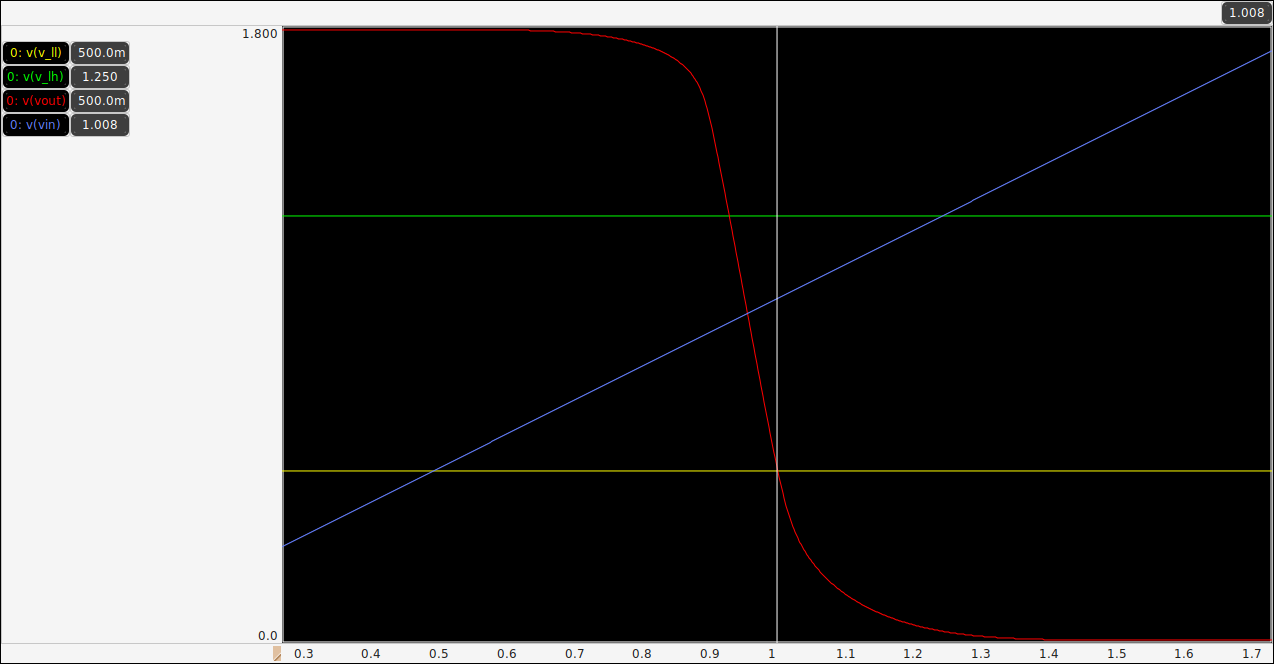 1.008
1.800
0: v(v_ll) 500.0m
0: v(v_lh) 1.250
0: v(vout) 500.0m
0: v(vin) 1.008
0.0
0.3 0.4 0.5 0.6 0.7 0.8 0.9 1 1.1 1.2 1.3 1.4 1.5 1.6 1.7